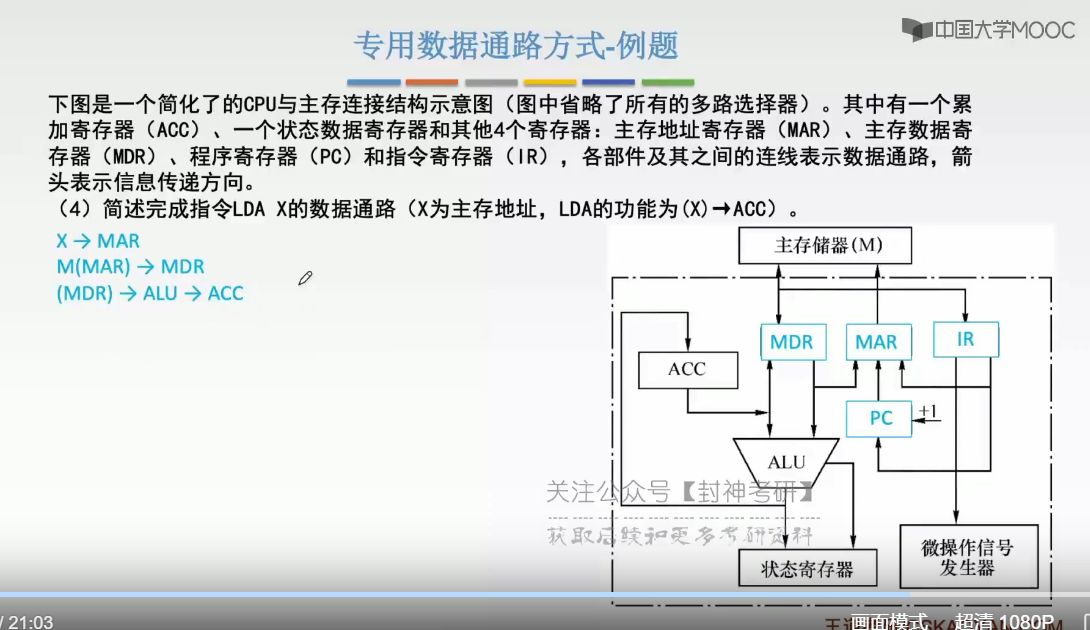 中国大学MOOC
专用数据通路方式-例题
下图是一个简化了的CPU与主存连接结构示意图（图中省略了所有的多路选择器）。其中有一个累
加寄存器（ACC）、一个状态数据寄存器和其他4个寄存器：主存地址寄存器（MAR）、主存数据寄
存器（MDR）、程序寄存器（PC）和指令寄存器（IR），各部件及其之间的连线表示数据通路，箭
头表示信息传递方向。
（4）简述完成指令LDA X的数据通路（X为主存地址，LDA的功能为(X)→ACC）。
X → MAR
M(MAR) → MDR
(MDR) → ALU → ACC
主存储器(M)
MDR
MAR
IR
ACC
PC
+1
ALU
关注公众号【封神考研】
获取后续和更多考研资料
状态寄存器
微操作信号
发生器
/ 21:03
画面模式
超清 1080P